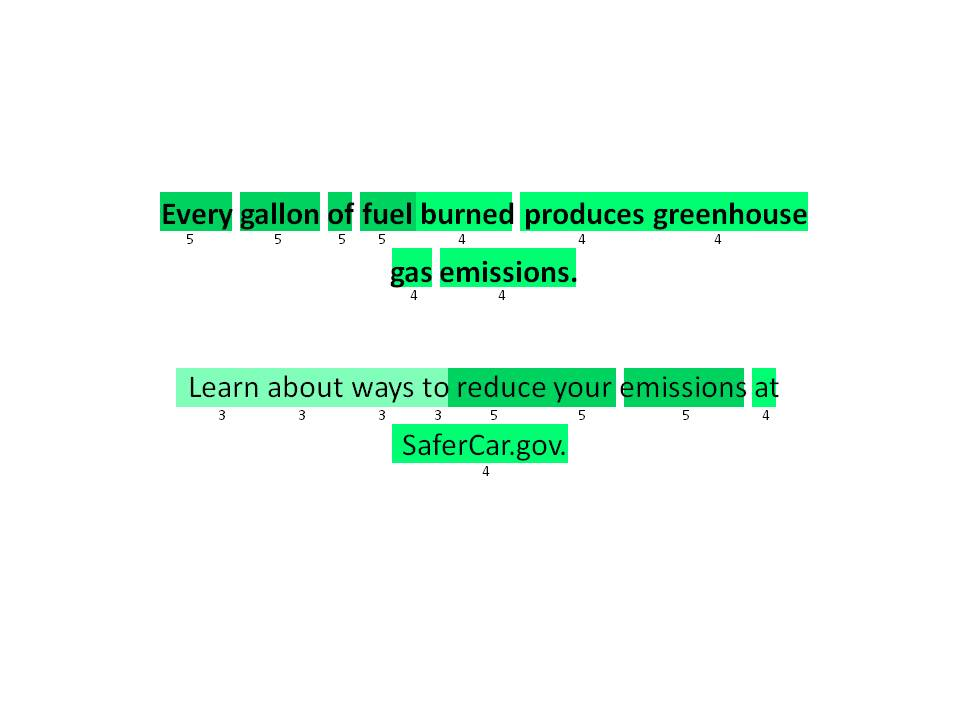 Every gallon of fuel burned produces greenhouse
5 5 5 5 4 4 4
gas emissions.
4 4
Learn about ways to reduce your emissions at
3 3 3 3 5 5 5 4
SaferCar.gov.
4